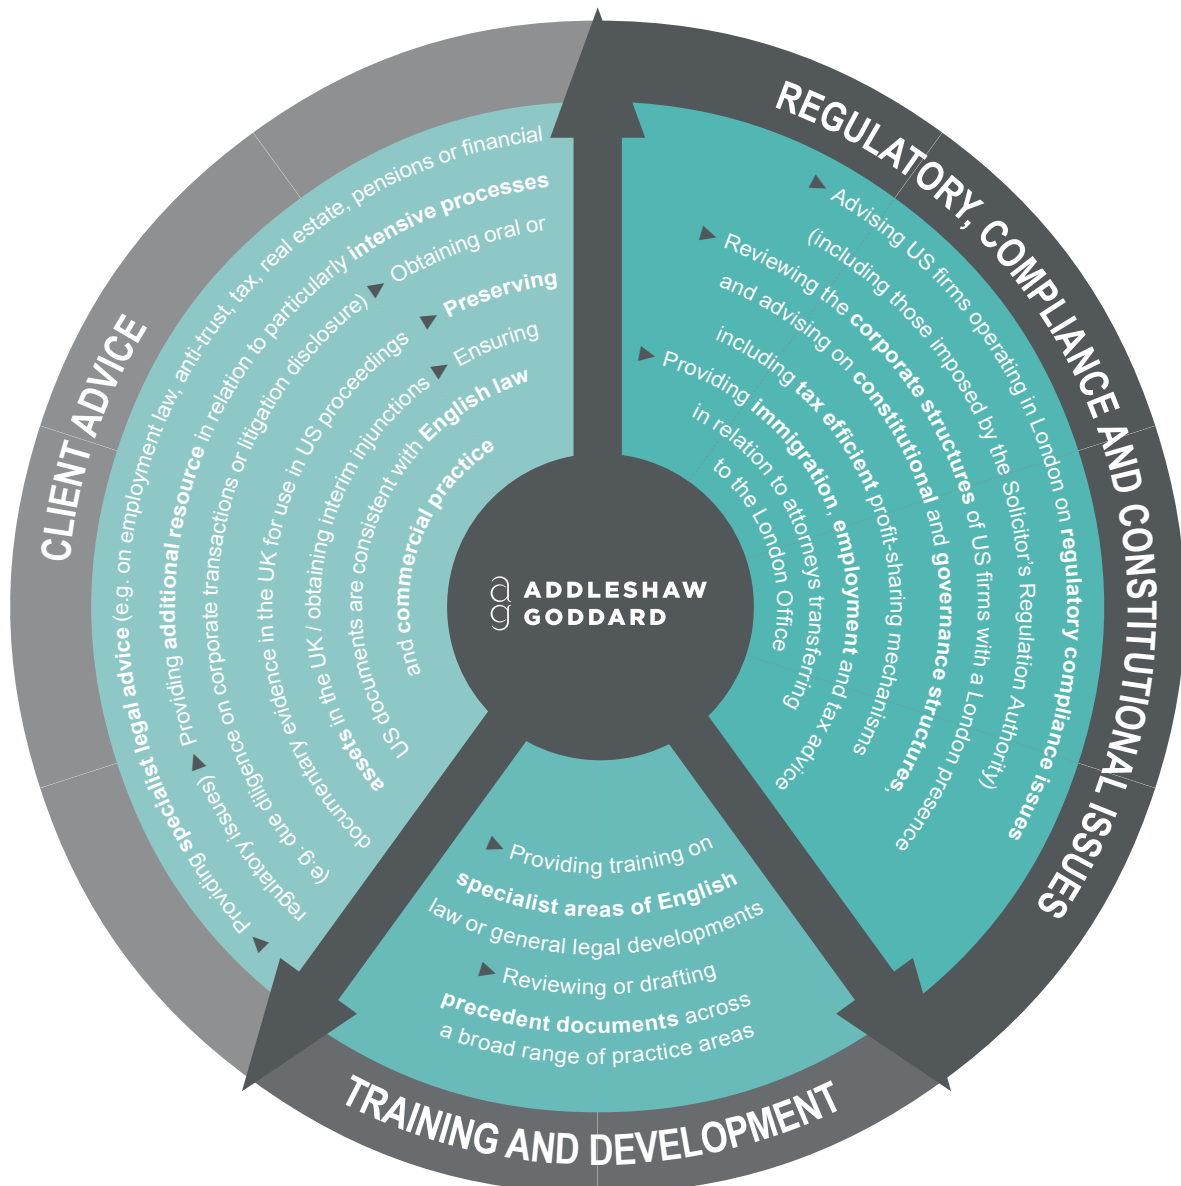 CLIENT ADVICE
Providing specialist legal advice (e.g. on employment law, anti-trust, tax, real estate, pensions or financial
regulatory issues) Providing additional resource in relation to particularly intensive processes
(e.g. due diligence on corporate transactions or litigation disclosure) Obtaining oral or
documentary evidence in the UK for use in US proceedings Preserving
assets in the UK / obtaining interim injunctions Ensuring
US documents are consistent with English law
and commercial practice
REGULATORY, COMPLIANCE AND CONSTITUTIONAL ISSUES
Advising US firms operating in London on regulatory compliance issues
(including those imposed by the Solicitor's Regulation Authority)
Reviewing the corporate structures of US firms with a London presence
and advising on constitutional and governance structures,
including tax efficient profit-sharing mechanisms
Providing immigration, employment and tax advice
in relation to attorneys transferring
to the London Office
ADDLESHAW
GODDARD
Providing training on
specialist areas of English
law or general legal developments
Reviewing or drafting
precedent documents across
a broad range of practice areas
TRAINING AND DEVELOPMENT